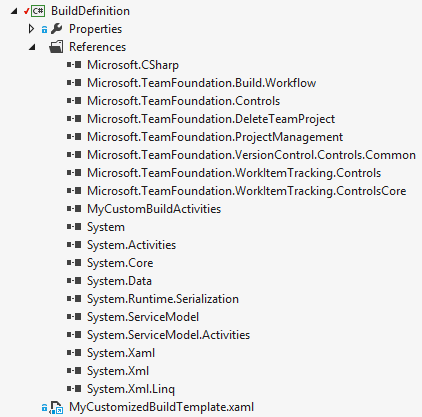 C# BuildDefinition
Properties
References
Microsoft.CSharp
Microsoft.TeamFoundation.Build.Workflow
Microsoft.TeamFoundation.Controls
Microsoft.TeamFoundation.DeleteTeamProject
Microsoft.TeamFoundation.ProjectManagement
Microsoft.TeamFoundation.VersionControl.Controls.Common
Microsoft.TeamFoundation.WorkItemTracking.Controls
Microsoft.TeamFoundation.WorkItemTracking.ControlsCore
MyCustomBuildActivities
System
System.Activities
System.Core
System.Data
System.Runtime.Serialization
System.ServiceModel
System.ServiceModel.Activities
System.Xaml
System.Xml
System.Xml.Linq
MyCustomizedBuildTemplate.xaml